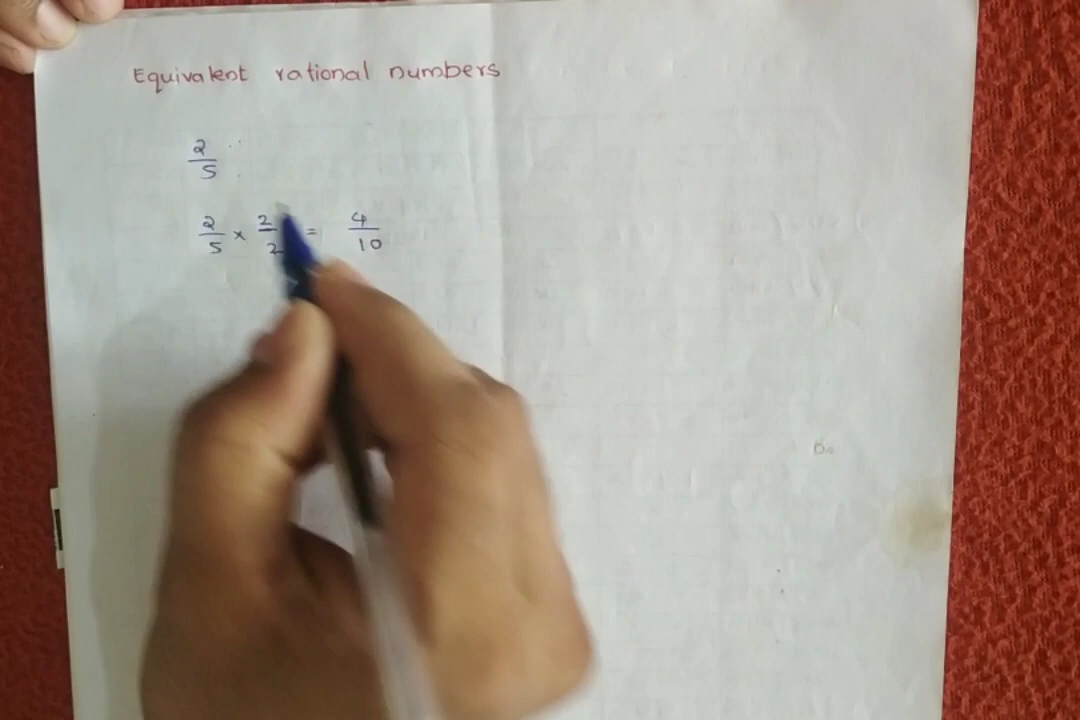 Equivalent rational numbers
2/5
2/5 × 2/2 = 4/10